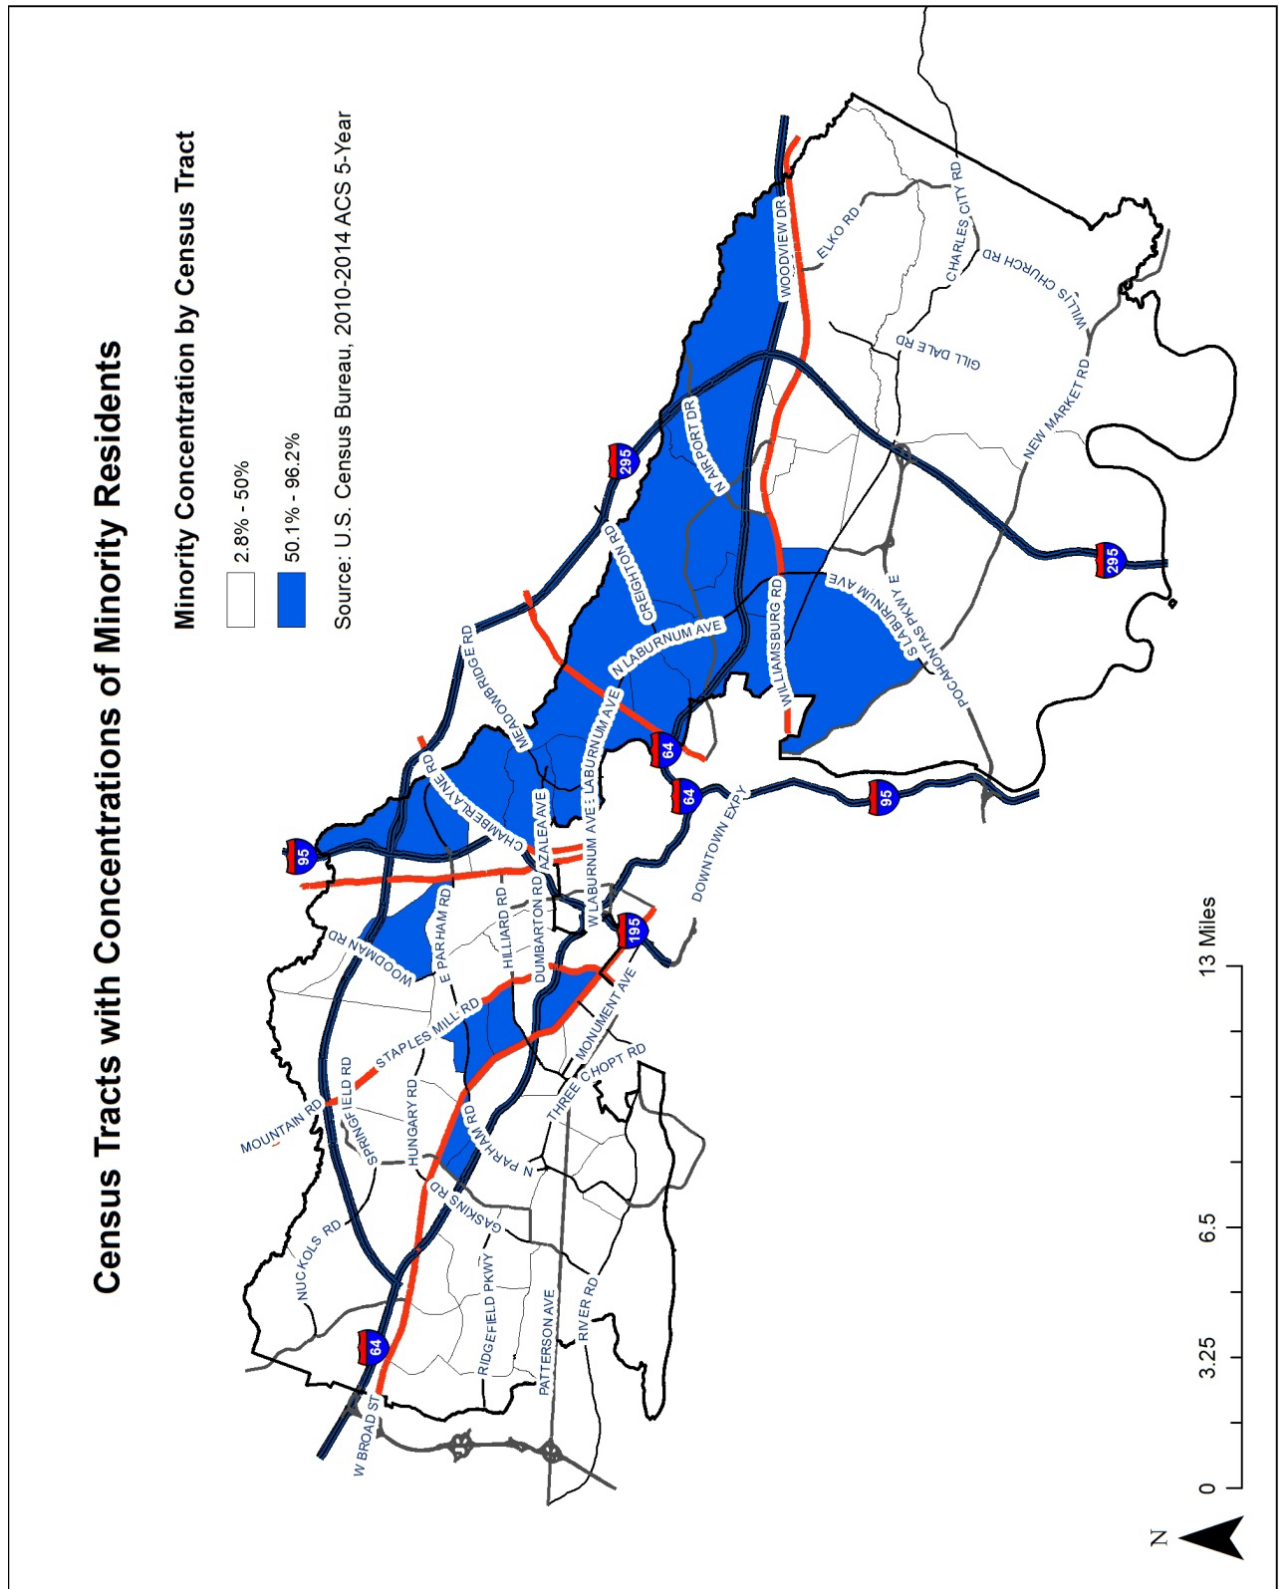 Census Tracts with Concentrations of Minority Residents
Minority Concentration by Census Tract
2.8% - 50%
50.1% - 96.2%
Source: U.S. Census Bureau, 2010-2014 ACS 5-Year
W BROAD ST
64
NUCKOLS RD
MOUNTAIN RD
SPRINGFIELD RD
HUNGARY RD
STAPLES MILL RD
WOODMAN RD
95
E PARHAM RD
HILLIARD RD
DUMBARTON RD
AZALEA AVE
CHAMBERLAYNE RD
MEADOWBRIDGE RD
W LABURNUM AVE
E LABURNUM AVE
N LABURNUM AVE
CREIGHTON RD
295
N AIRPORT DR
WOODVIEW DR
ELKO RD
CHARLES CITY RD
WILLIS CHURCH RD
GILL DALE RD
NEW MARKET RD
RIDGEFIELD PKWY
GASKINS RD
N PARHAM RD
PATTERSON AVE
RIVER RD
THREE CHOPT RD
MONUMENT AVE
195
DOWNTOWN EXPY
64
64
95
WILLIAMSBURG RD
S LABURNUM AVE
POCAHONTAS PKWY E
295
N
0
3.25
6.5
13 Miles